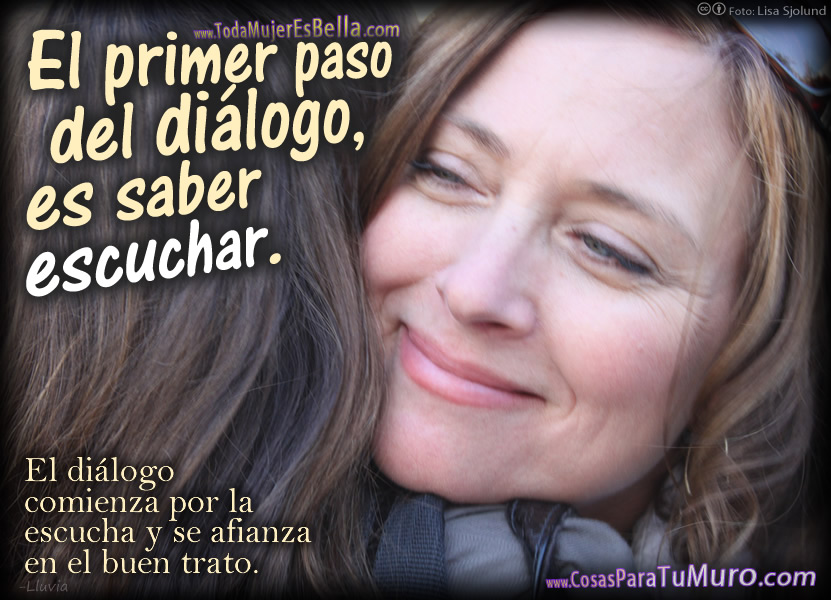 www.TodaMujerEsBella.com
cc Foto: Lisa Sjolund
El primer paso
del diálogo,
es saber
escuchar.
El diálogo
comienza por la
escucha y se afianza
en el buen trato.
-Lluvia
www.CosasParaTuMuro.com